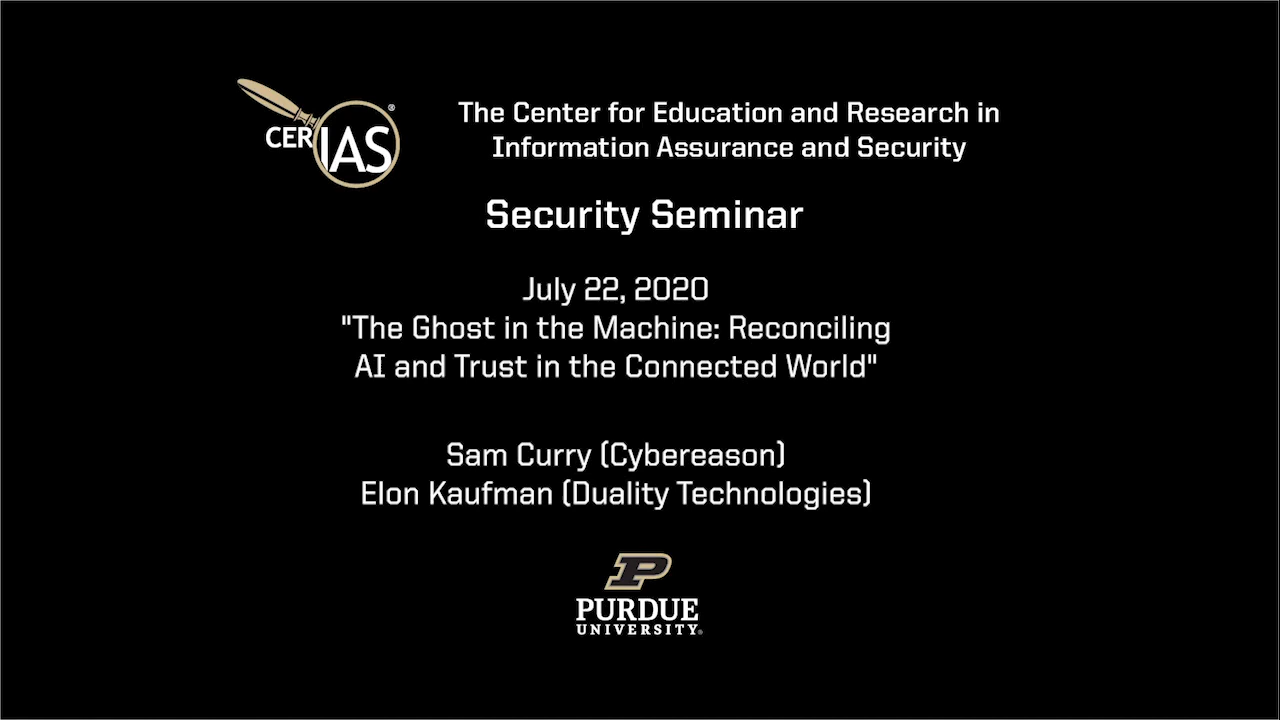 CERIAS®
The Center for Education and Research in
Information Assurance and Security
Security Seminar
July 22, 2020
"The Ghost in the Machine: Reconciling
AI and Trust in the Connected World"
Sam Curry (Cybereason)
Elon Kaufman (Duality Technologies)
P
PURDUE
UNIVERSITY®